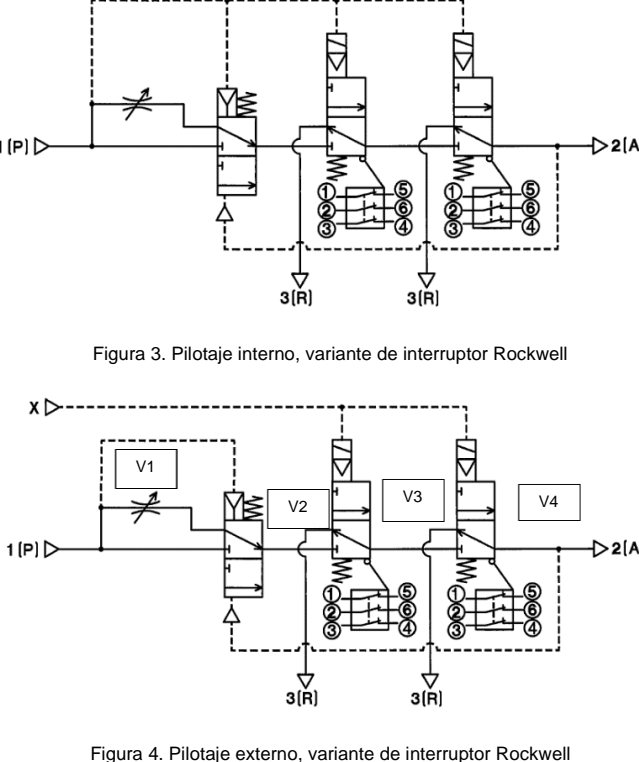 1(P)
2(A
① ⑤
② ⑥
③ ④
① ⑤
② ⑥
③ ④
3(R) 3(R)
Figura 3. Pilotaje interno, variante de interruptor Rockwell
X
V1
V2
V3
V4
1(P)
2(A
① ⑤
② ⑥
③ ④
① ⑤
② ⑥
③ ④
3(R) 3(R)
Figura 4. Pilotaje externo, variante de interruptor Rockwell